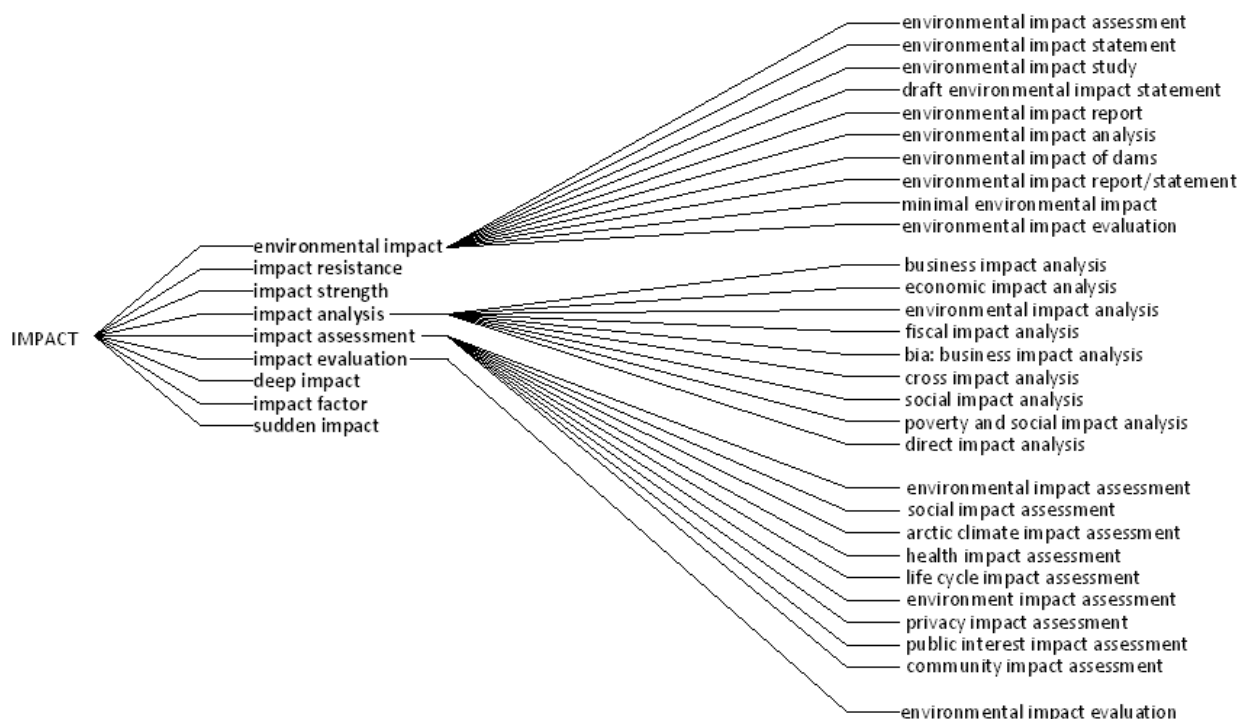 IMPACT
environmental impact
impact resistance
impact strength
impact analysis
impact assessment
impact evaluation
deep impact
impact factor
sudden impact
environmental impact assessment
environmental impact statement
environmental impact study
draft environmental impact statement
environmental impact report
environmental impact analysis
environmental impact of dams
environmental impact report/statement
minimal environmental impact
environmental impact evaluation
business impact analysis
economic impact analysis
environmental impact analysis
fiscal impact analysis
bia: business impact analysis
cross impact analysis
social impact analysis
poverty and social impact analysis
direct impact analysis
environmental impact assessment
social impact assessment
arctic climate impact assessment
health impact assessment
life cycle impact assessment
environment impact assessment
privacy impact assessment
public interest impact assessment
community impact assessment
environmental impact evaluation